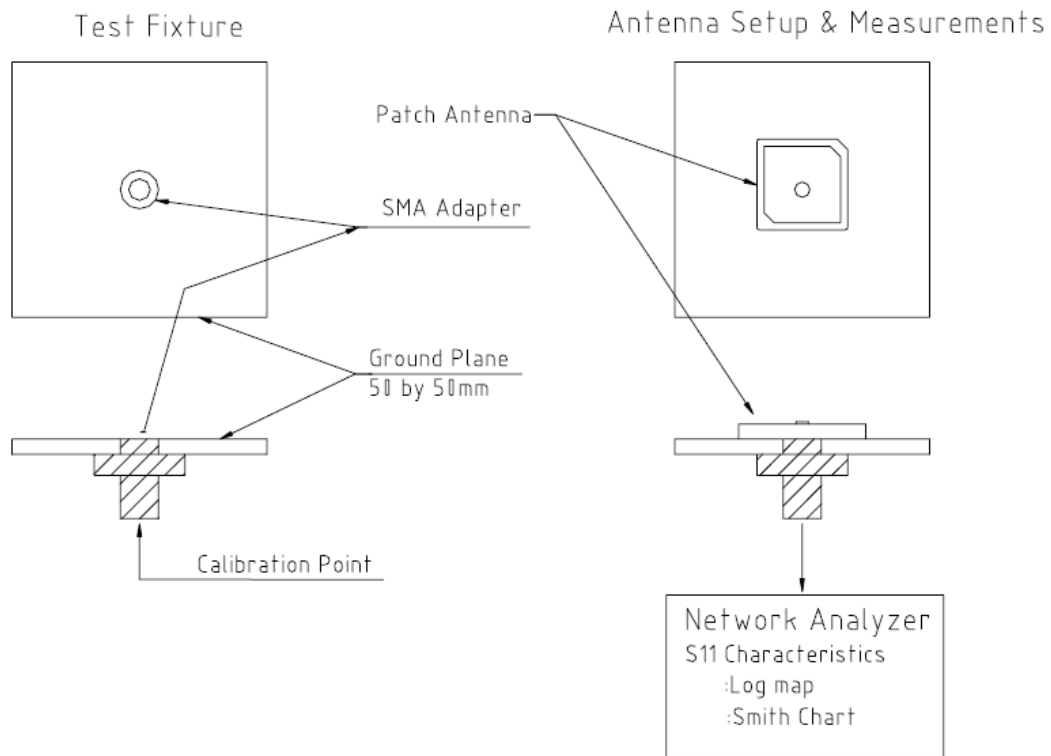 Test Fixture
Antenna Setup & Measurements
Patch Antenna
SMA Adapter
Ground Plane
50 by 50mm
Calibration Point
Network Analyzer
S11 Characteristics
:Log map
:Smith Chart